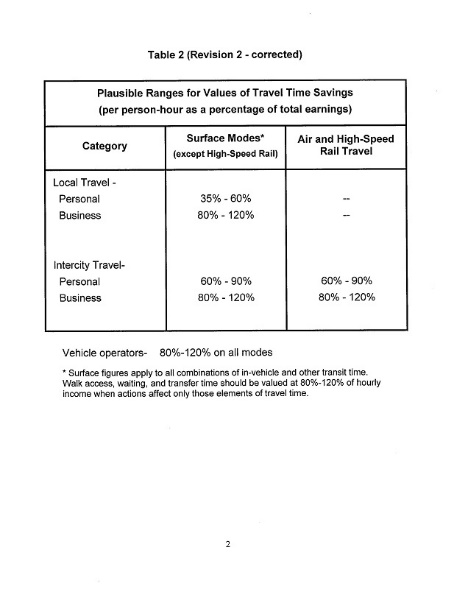 Table 2 (Revision 2 - corrected)
Plausible Ranges for Values of Travel Time Savings
(per person-hour as a percentage of total earnings)
Category
Surface Modes*
(except High-Speed Rail)
Air and High-Speed
Rail Travel
Local Travel -
Personal 35% - 60% --
Business 80% - 120% --
Intercity Travel-
Personal 60% - 90% 60% - 90%
Business 80% - 120% 80% - 120%
Vehicle operators- 80%-120% on all modes
* Surface figures apply to all combinations of in-vehicle and other transit time.
Walk access, waiting, and transfer time should be valued at 80%-120% of hourly
income when actions affect only those elements of travel time.
2